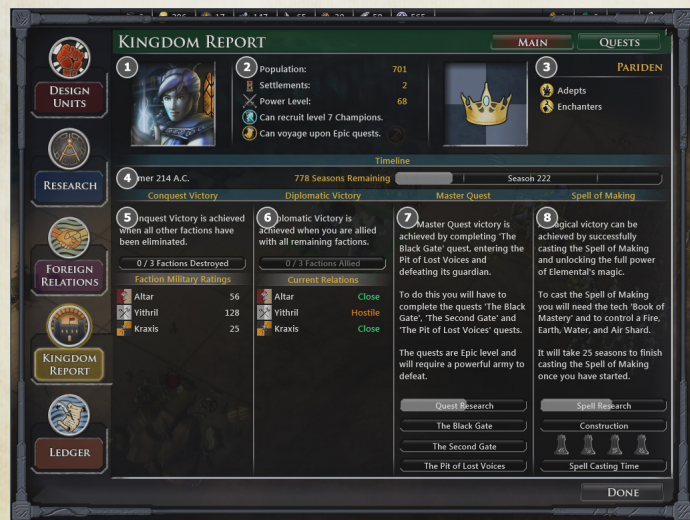 KINGDOM REPORT
MAIN
QUESTS
1
2
3
Population: 701
Settlements: 2
Power Level: 68
Can recruit level 7 Champions.
Can voyage upon Epic quests.
PARIDEN
Adepts
Enchanters
DESIGN
UNITS
RESEARCH
FOREIGN
RELATIONS
KINGDOM
REPORT
LEDGER
Timeline
4
mer 214 A.C.
778 Seasons Remaining
Season 222
Conquest Victory
5
nquest Victory is achieved
when all other factions have
been eliminated.
0 / 3 Factions Destroyed
Faction Military Ratings
Altar 56
Yithril 128
Kraxis 25
Diplomatic Victory
6
plomatic Victory is
achieved when you are allied
with all remaining factions.
0 / 3 Factions Allied
Current Relations
Altar Close
Yithril Hostile
Kraxis Close
Master Quest
7
Master Quest victory is
achieved by completing 'The
Black Gate' quest, entering the
Pit of Lost Voices and
defeating its guardian.
To do this you will have to
complete the quests 'The Black
Gate', 'The Second Gate' and
'The Pit of Lost Voices' quests.
The quests are Epic level and
will require a powerful army to
defeat.
Quest Research
The Black Gate
The Second Gate
The Pit of Lost Voices
Spell of Making
8
agical victory can be
achieved by successfully
casting the Spell of Making
and unlocking the full power
of Elemental's magic.
To cast the Spell of Making
you will need the tech 'Book of
Mastery' and to control a Fire,
Earth, Water, and Air Shard.
It will take 25 seasons to finish
casting the Spell of Making
once you have started.
Spell Research
Construction
Spell Casting Time
DONE